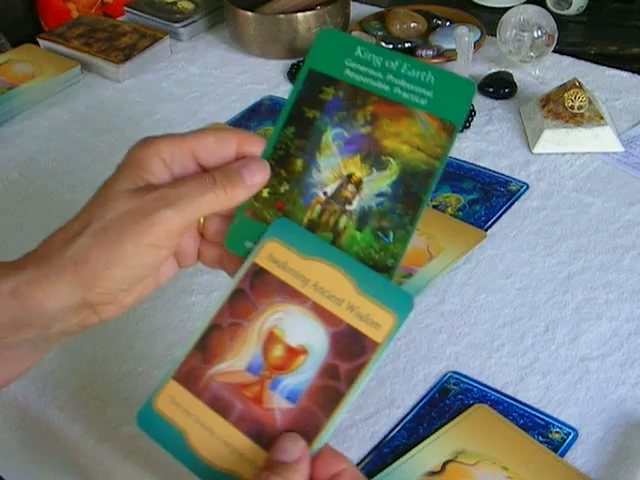 King of Earth
Generous, Professional,
Responsible, Practical
Awakening Ancient Wisdom